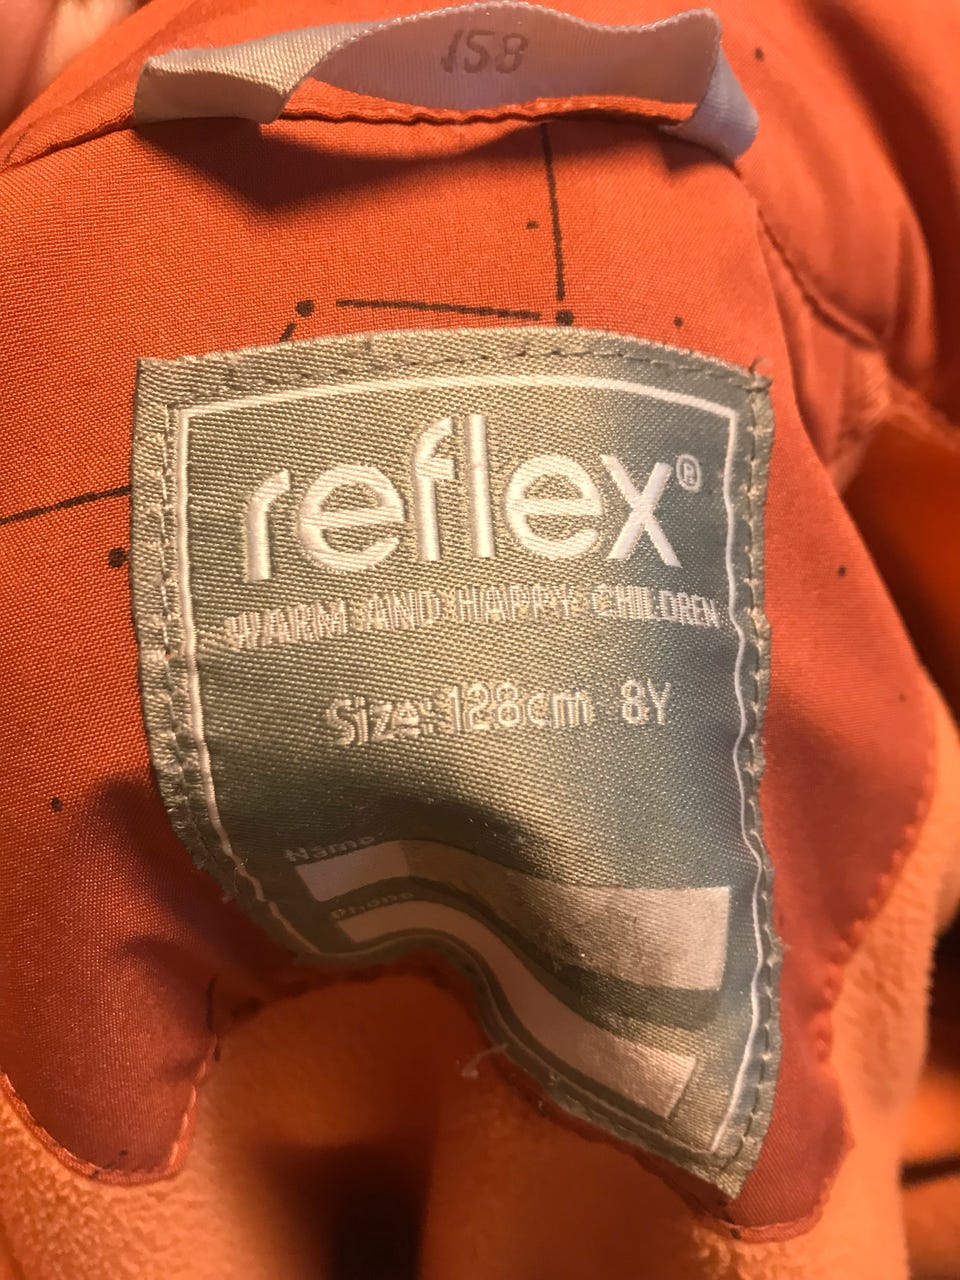 158
reflex®
WARM AND HAPPY CHILDREN
Size: 128cm 8Y
Name
Phone